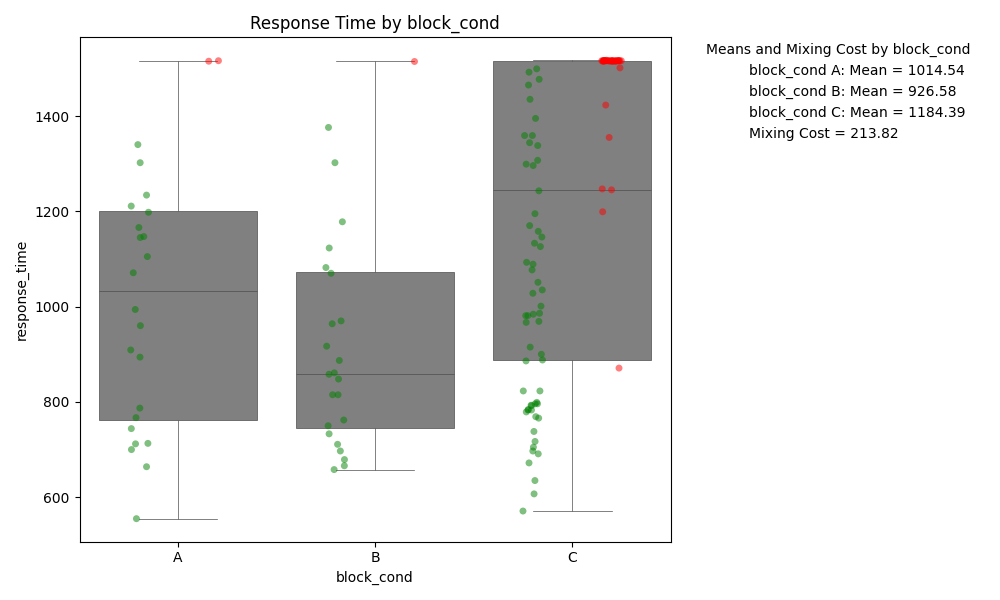 Response Time by block_cond
Means and Mixing Cost by block_cond
block_cond A: Mean = 1014.54
block_cond B: Mean = 926.58
block_cond C: Mean = 1184.39
Mixing Cost = 213.82
response_time
1400
1200
1000
800
600
A
B
C
block_cond